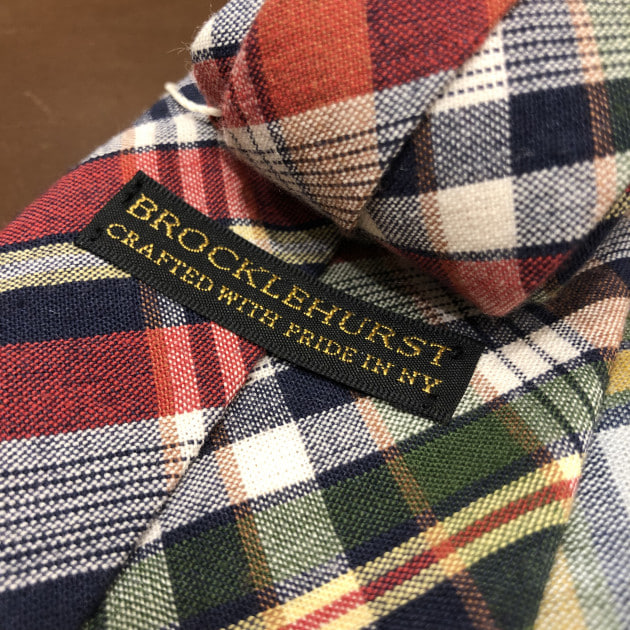 BROCKLEHURST
CRAFTED WITH PRIDE IN NY